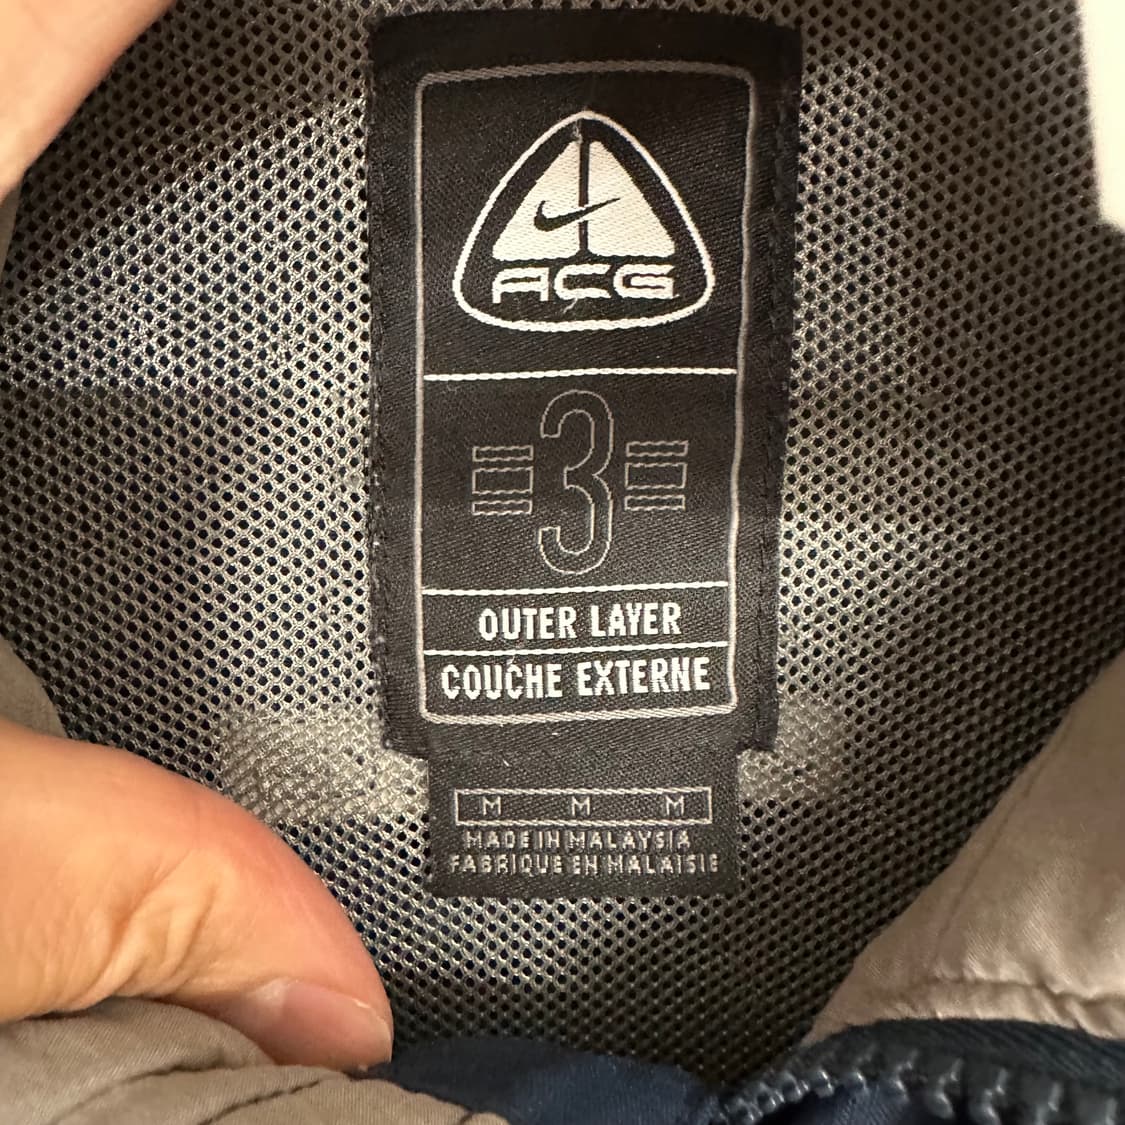 ACG
3
OUTER LAYER
COUCHE EXTERNE
M M M
MADE IN MALAYSIA
FABRIQUE EN MALAISIE